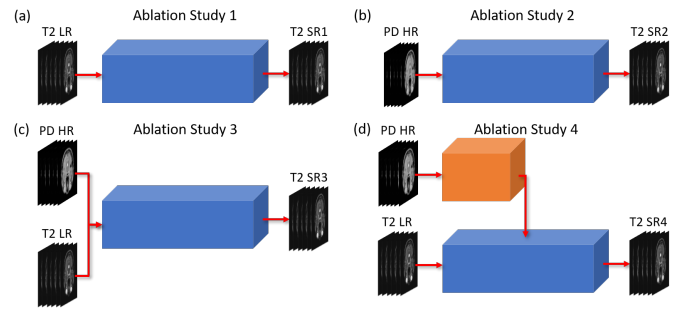 (a)
Ablation Study 1
T2 LR
T2 SR1
(b)
Ablation Study 2
PD HR
T2 SR2
(c)
Ablation Study 3
PD HR
T2 LR
T2 SR3
(d)
Ablation Study 4
PD HR
T2 LR
T2 SR4